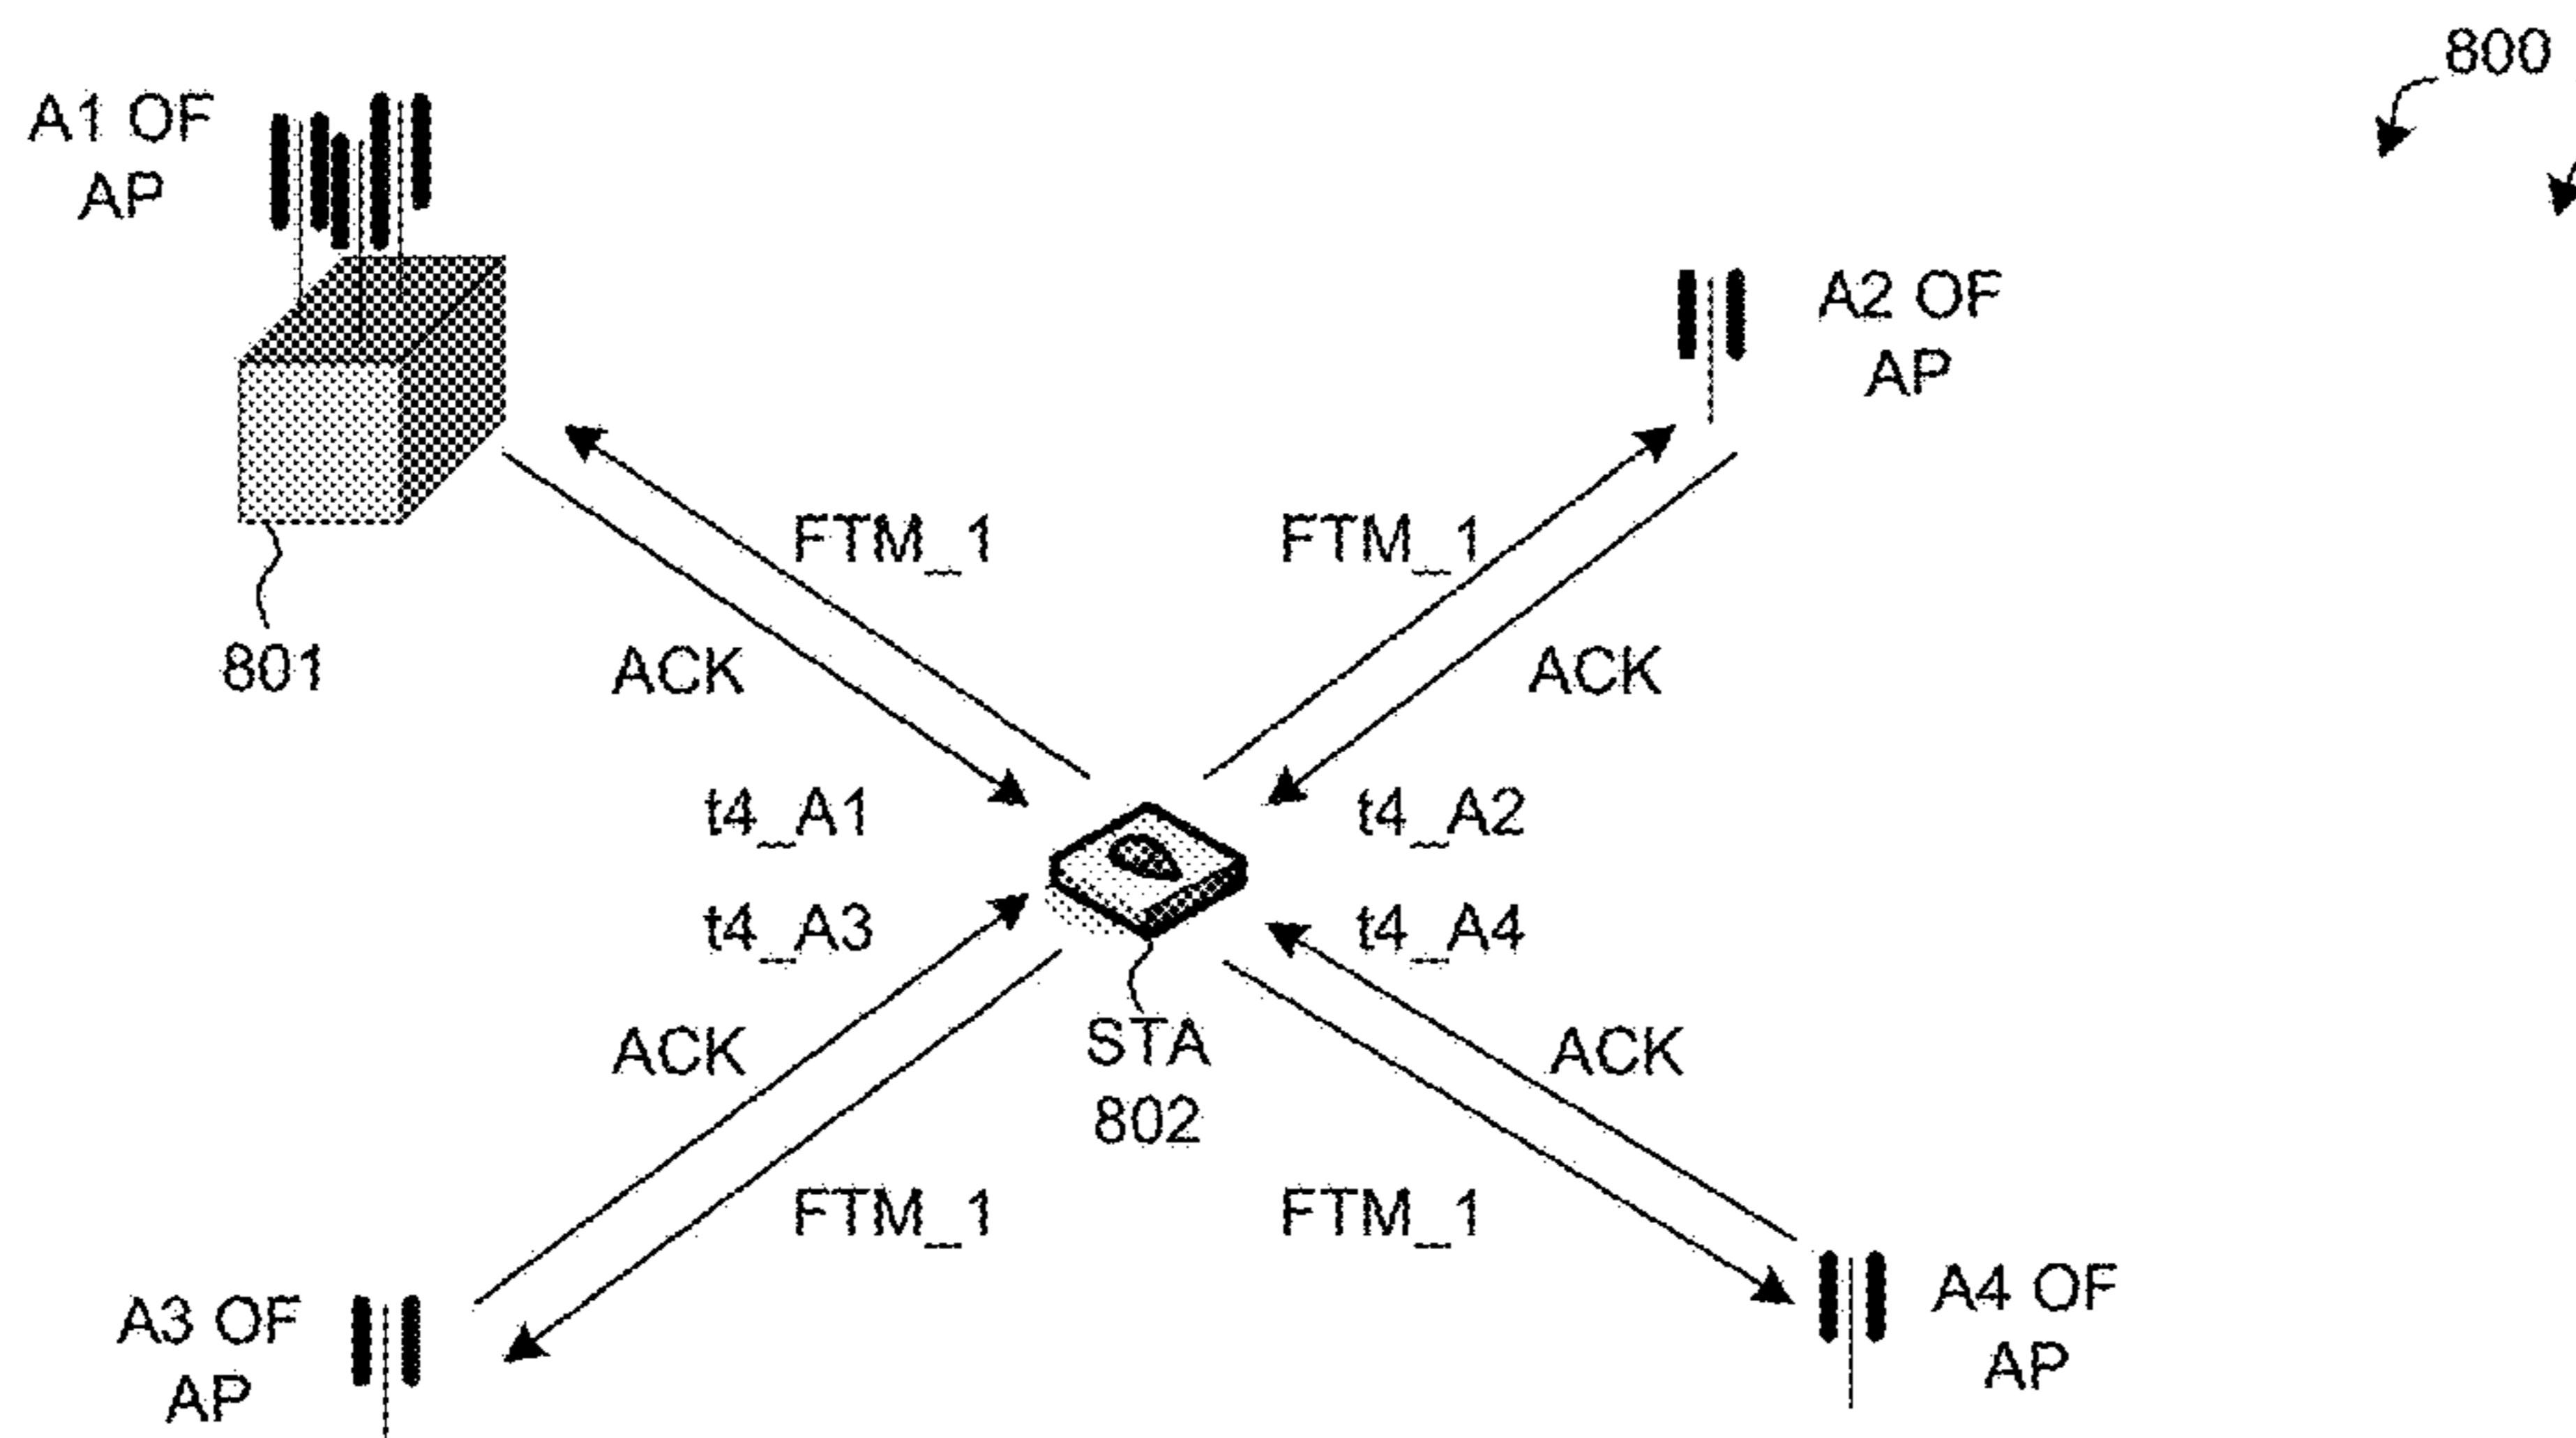 800
A1 OF
AP
A2 OF
AP
FTM_1
FTM_1
801
ACK
ACK
t4_A1
t4_A2
t4_A3
t4_A4
STA
802
ACK
ACK
FTM_1
FTM_1
A3 OF
AP
A4 OF
AP